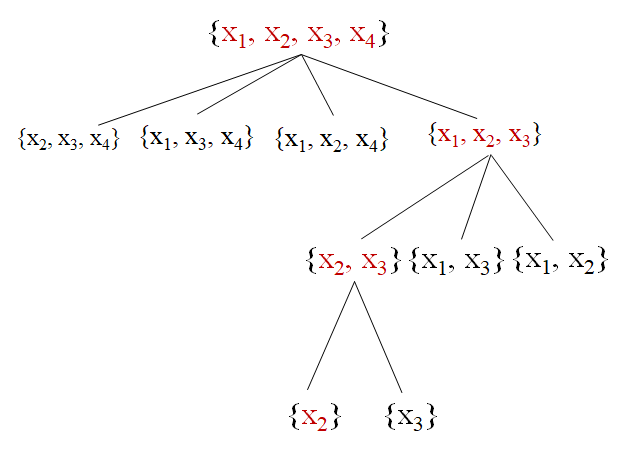 {x₁, x₂, x₃, x₄}
{x₂, x₃, x₄} {x₁, x₃, x₄} {x₁, x₂, x₄} {x₁, x₂, x₃}
{x₂, x₃} {x₁, x₃} {x₁, x₂}
{x₂} {x₃}